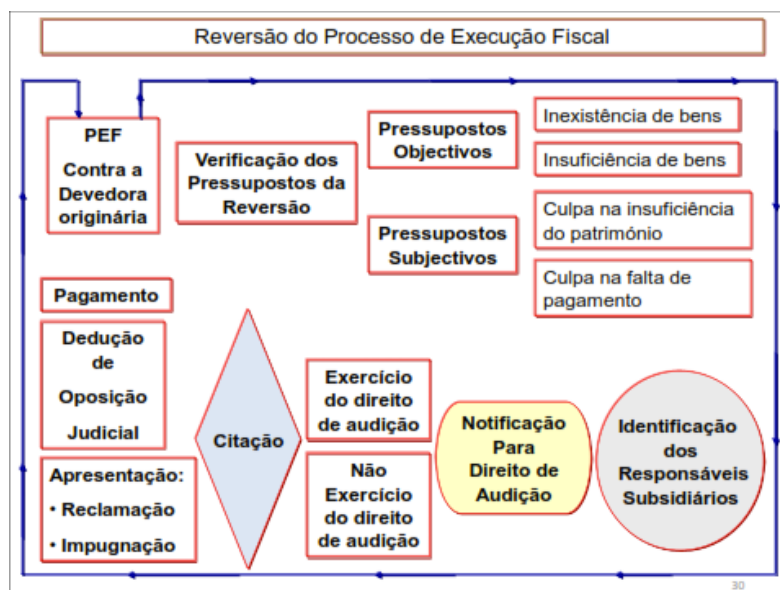 Reversão do Processo de Execução Fiscal
PEF
Contra a
Devedora
originária
Verificação dos
Pressupostos da
Reversão
Pressupostos
Objectivos
Inexistência de bens
Insuficiência de bens
Pressupostos
Subjectivos
Culpa na insuficiência
do património
Culpa na falta de
pagamento
Pagamento
Dedução
de
Oposição
Judicial
Apresentação:
• Reclamação
• Impugnação
Citação
Exercício
do direito
de audição
Não
Exercício
do direito
de audição
Notificação
Para
Direito de
Audição
Identificação
dos
Responsáveis
Subsidiários
30